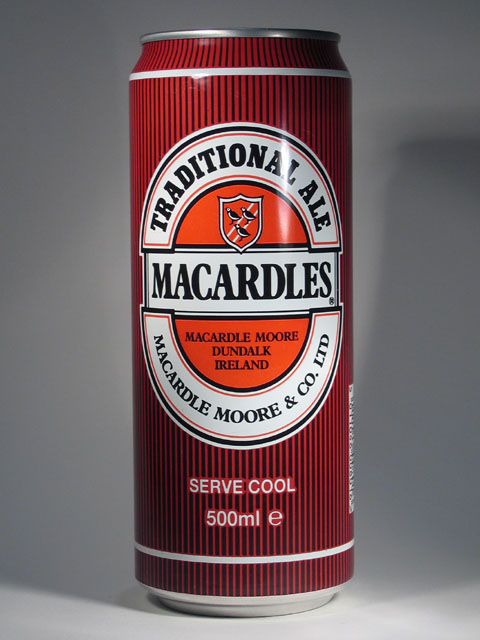 TRADITIONAL ALE
MACARDLES®
MACARDLE MOORE
DUNDALK
IRELAND
MACARDLE MOORE & CO. LTD
SERVE COOL
500ml e